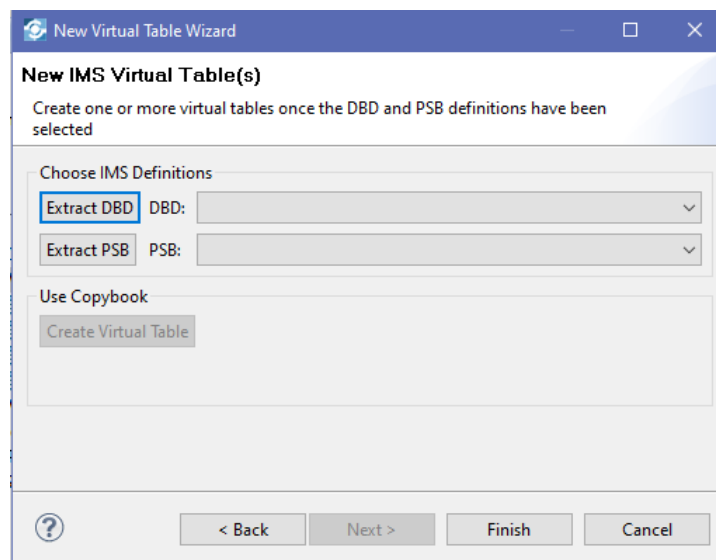 New Virtual Table Wizard
New IMS Virtual Table(s)
Create one or more virtual tables once the DBD and PSB definitions have been
selected
Choose IMS Definitions
Extract DBD DBD:
Extract PSB PSB:
Use Copybook
Create Virtual Table
? < Back Next > Finish Cancel